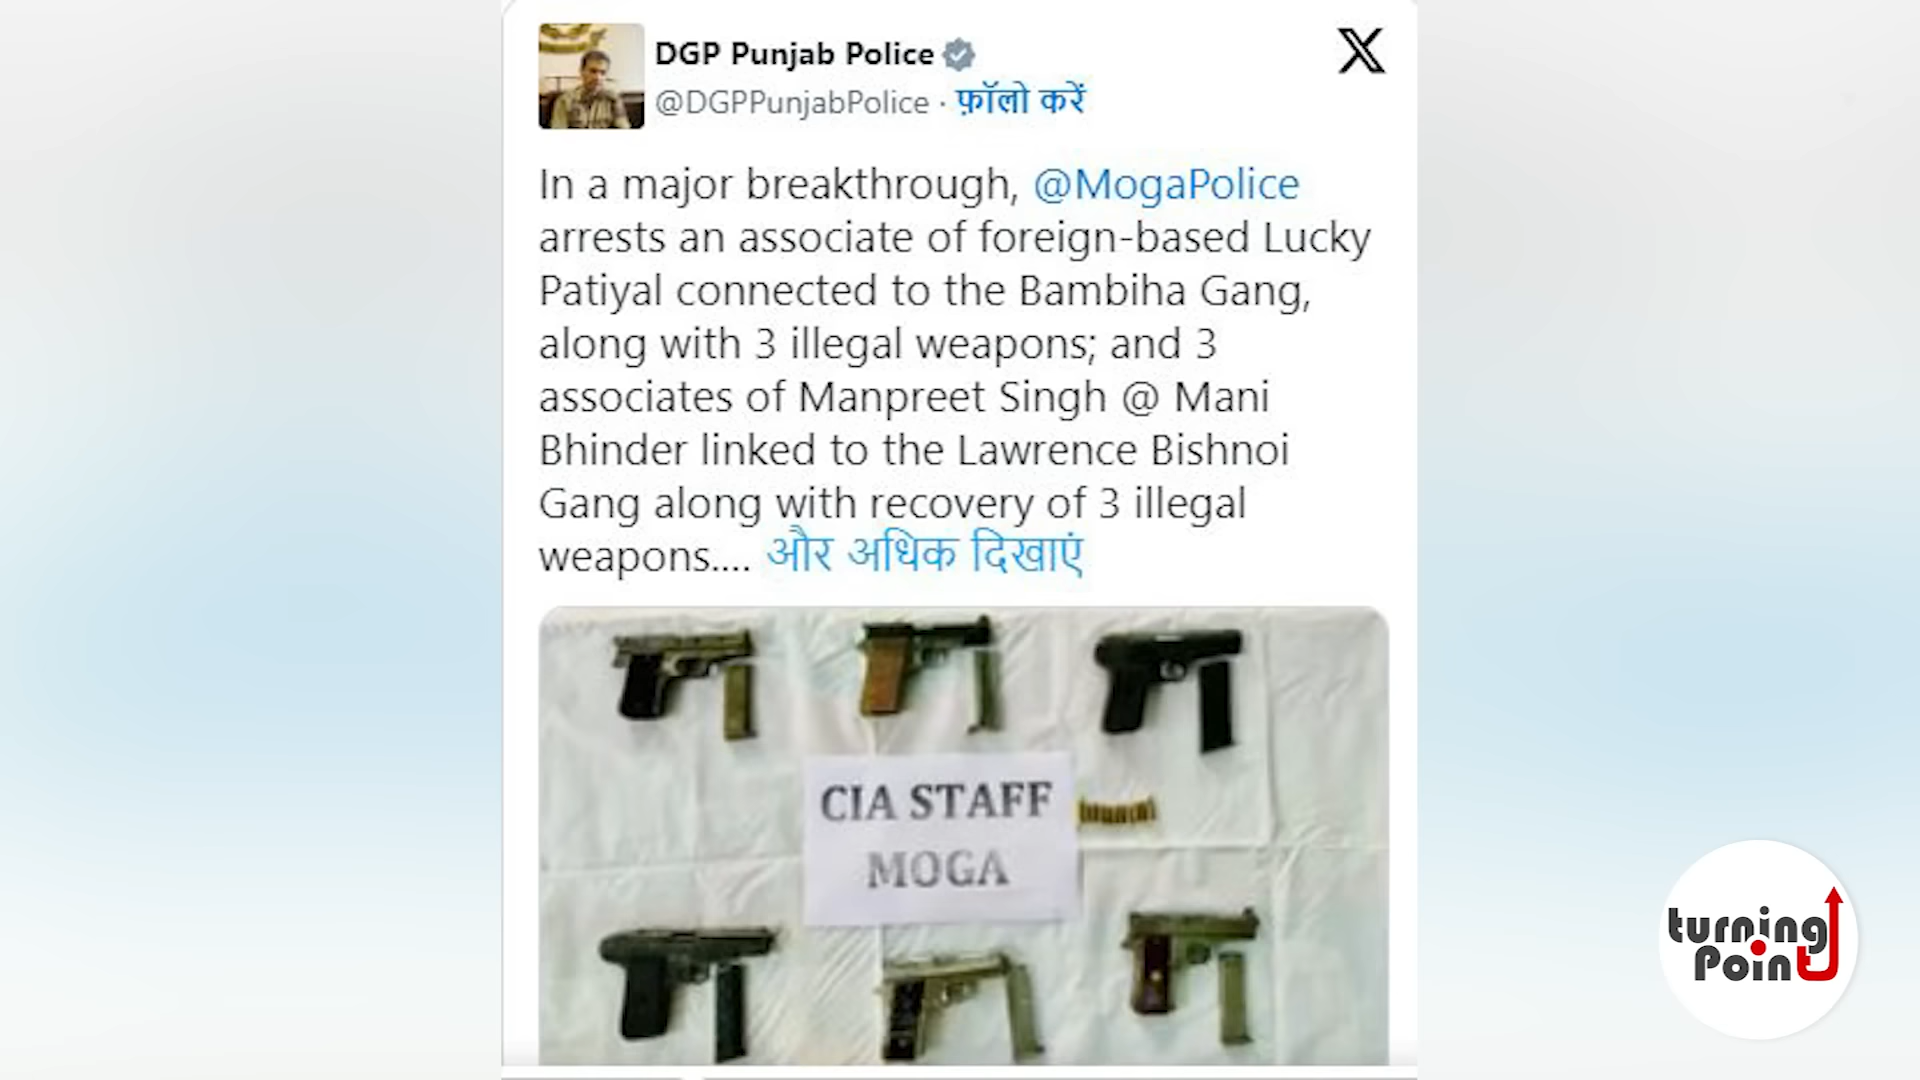 DGP Punjab Police
@DGPPunjabPolice · फ़ॉलो करें
In a major breakthrough, @MogaPolice
arrests an associate of foreign-based Lucky
Patiyal connected to the Bambiha Gang,
along with 3 illegal weapons; and 3
associates of Manpreet Singh @ Mani
Bhinder linked to the Lawrence Bishnoi
Gang along with recovery of 3 illegal
weapons.... और अधिक दिखाएं
CIA STAFF
MOGA
turning
Point